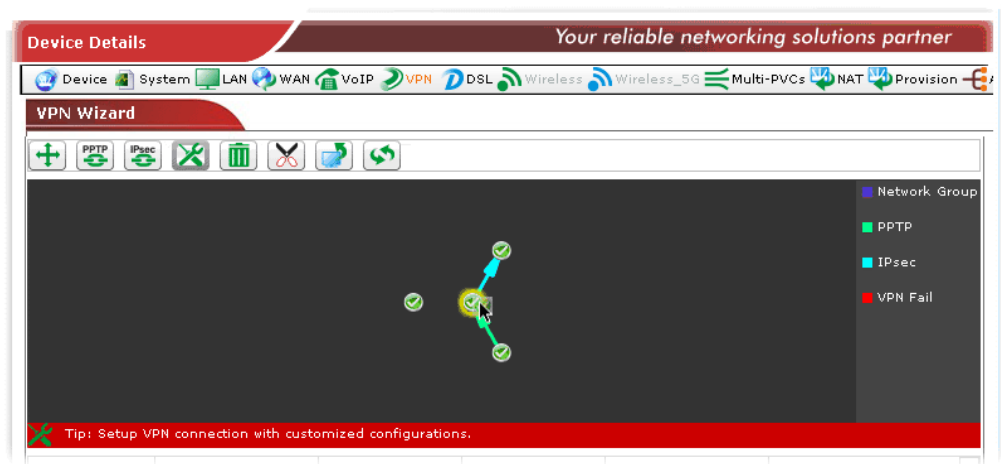 Device Details
Your reliable networking solutions partner
Device System LAN WAN VoIP VPN DSL Wireless Wireless_5G Multi-PVCs NAT Provision
VPN Wizard
PPTP IPsec
Network Group
PPTP
IPsec
VPN Fail
Tip: Setup VPN connection with customized configurations.